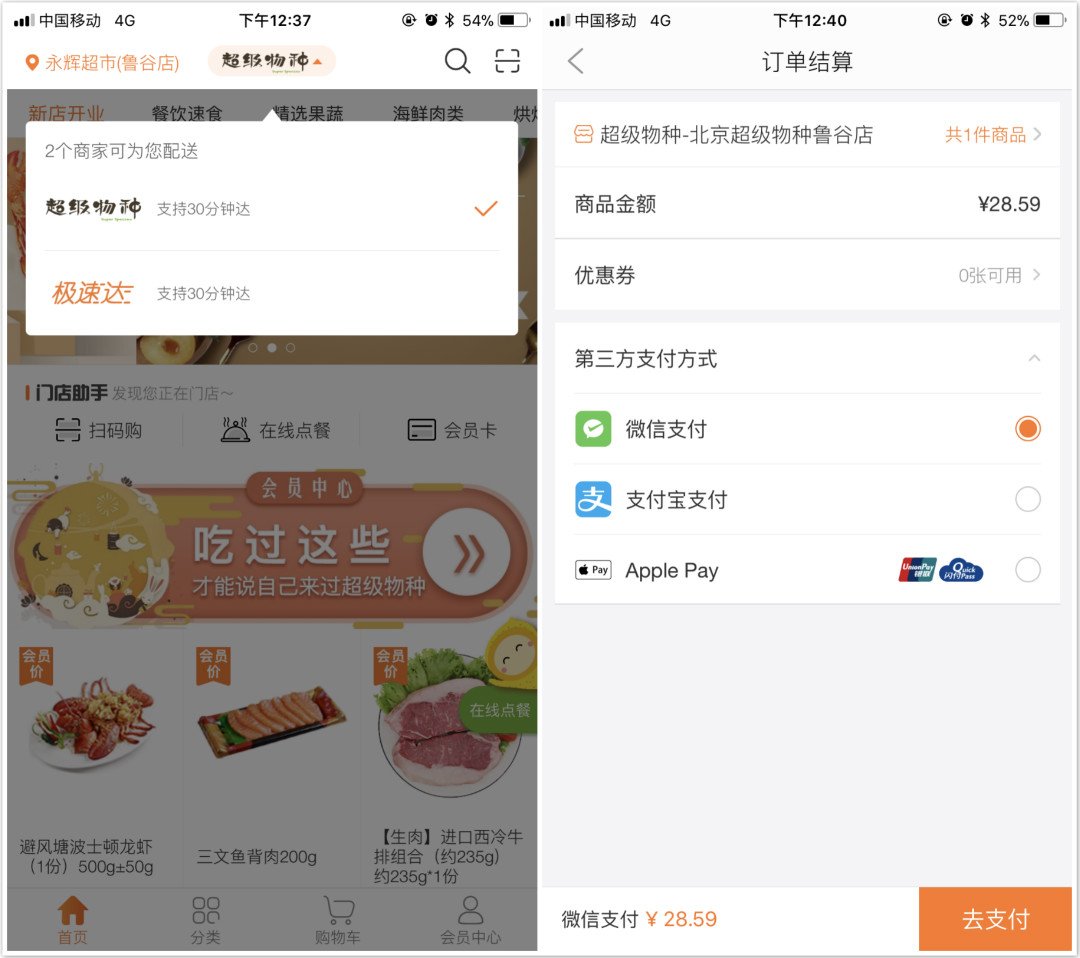 中国移动 4G 下午12:37 54%
永辉超市(鲁谷店) 超级物种
新店开业 餐饮速食 精选果蔬 海鲜肉类
2个商家可为您配送
超级物种 支持30分钟达
极速达 支持30分钟达
门店助手 发现您正在门店～
扫码购 在线点餐 会员卡
会员中心
吃过这些
才能说自己来过超级物种
会员价
会员价
会员价
在线点餐
避风塘波士顿龙虾
（1份）500g±50g
三文鱼背肉200g
【生肉】进口西冷牛
排组合（约235g）
约235g*1份
首页 分类 购物车 会员中心
中国移动 4G 下午12:40 52%
订单结算
超级物种-北京超级物种鲁谷店 共1件商品
商品金额 ¥28.59
优惠券 0张可用
第三方支付方式
微信支付
支 支付宝支付
Pay Apple Pay UnionPay 银联 Quick Pass 闪付
微信支付 ¥ 28.59 去支付